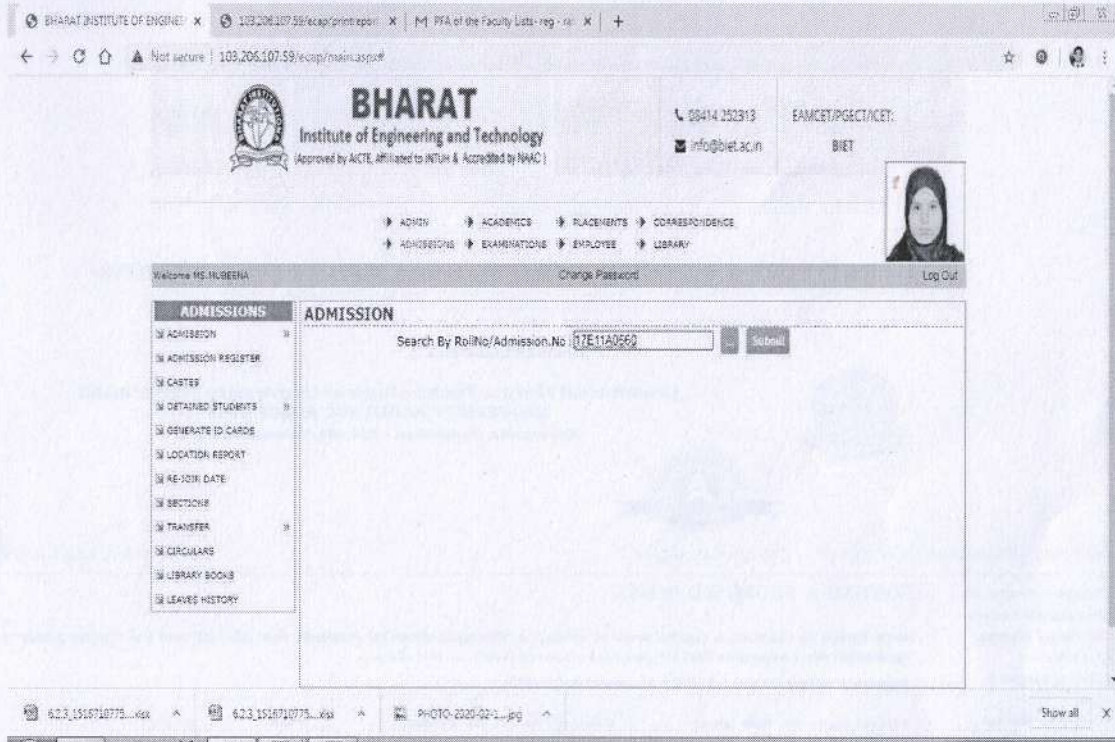 BHARAT INSTITUTE OF ENGINEE
103.206.107.59/ecap/print
M PFA of the Faculty Lists- reg -
Not secure | 103.206.107.59/ecap/main.aspx#
BHARAT
Institute of Engineering and Technology
(Approved by AICTE, Affiliated to JNTUH & Accredited by NAAC )
08414 252313
info@biet.ac.in
EAMCET/PGECT/ICET:
BIET
ADMIN ACADEMICS PLACEMENTS CORRESPONDENCE
ADMISSIONS EXAMINATIONS EMPLOYEE LIBRARY
Welcome MS.MUBEENA Change Password Log Out
ADMISSIONS
ADMISSION
ADMISSION REGISTER
CASTES
DETAINED STUDENTS
GENERATE ID CARDS
LOCATION REPORT
RE-JOIN DATE
SECTIONS
TRANSFER
CIRCULARS
LIBRARY BOOKS
LEAVES HISTORY
ADMISSION
Search By RollNo/Admission.No : 17E11A0560 ... Submit
6.2.3_1516710775....xlsx
6.2.3_1516710775....xlsx
PHOTO-2020-02-1....jpg
Show all X